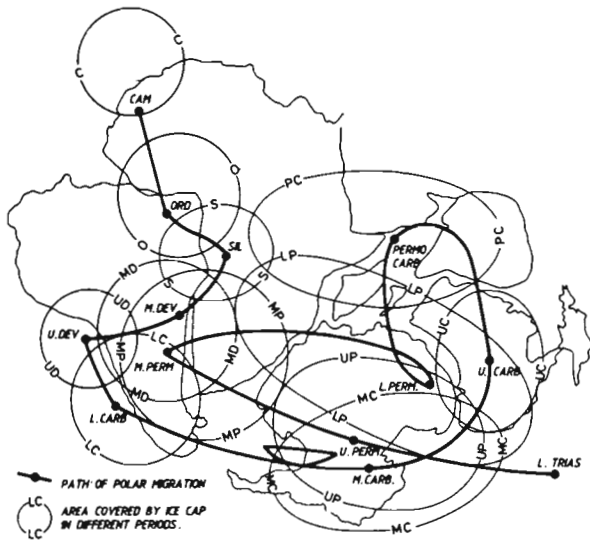 C
C
CAM
O
PC
ORD
S
PC
SIL
PERMO
CARB
O
S
S
LP
LP
MD
MP
UD
M. DEV
UC
U. DEV
LC
MD
UP
UC
MP
M. PERM
L. PERM.
U. CARB
UD
MD
MC
L. CARB
LP
LC
MP
U. PERM.
UP
MC
M. CARB.
L. TRIAS
MC
UP
MC
PATH OF POLAR MIGRATION
LC
LC
AREA COVERED BY ICE CAP
IN DIFFERENT PERIODS.